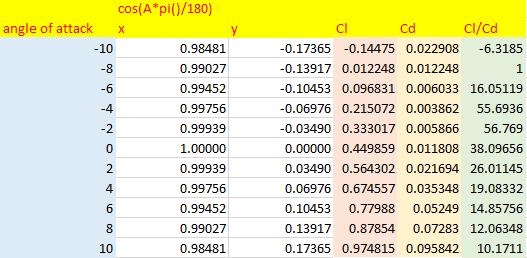 cos(A*pi()/180)
angle of attack x y Cl Cd Cl/Cd
-10 0.98481 -0.17365 -0.14475 0.022908 -6.3185
-8 0.99027 -0.13917 0.012248 0.012248 1
-6 0.99452 -0.10453 0.096831 0.006033 16.05119
-4 0.99756 -0.06976 0.215072 0.003862 55.6936
-2 0.99939 -0.03490 0.333017 0.005866 56.769
0 1.00000 0.00000 0.449859 0.011808 38.09656
2 0.99939 0.03490 0.564302 0.021694 26.01145
4 0.99756 0.06976 0.674557 0.035348 19.08332
6 0.99452 0.10453 0.77988 0.05249 14.85756
8 0.99027 0.13917 0.87854 0.07283 12.06348
10 0.98481 0.17365 0.974815 0.095842 10.1711